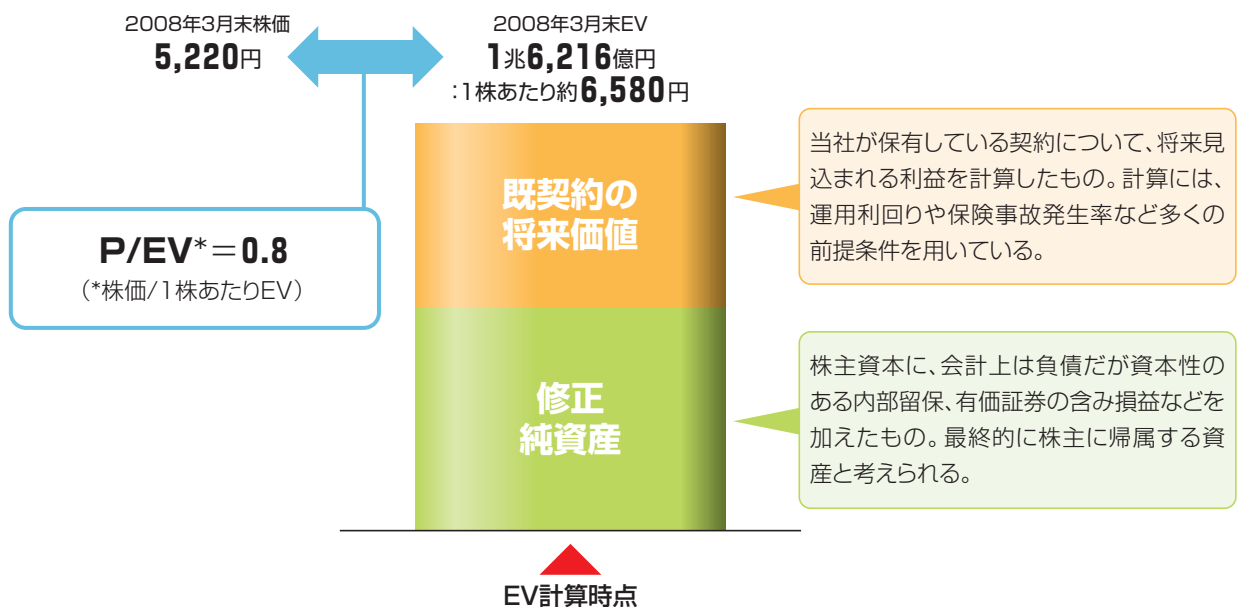 2008年3月末株価
5,220円
2008年3月末EV
1兆6,216億円
:1株あたり約6,580円
P/EV*=0.8
(*株価/1株あたりEV)
既契約の
将来価値
修正
純資産
当社が保有している契約について、将来見
込まれる利益を計算したもの。計算には、
運用利回りや保険事故発生率など多くの
前提条件を用いている。
株主資本に、会計上は負債だが資本性の
ある内部留保、有価証券の含み損益などを
加えたもの。最終的に株主に帰属する資
産と考えられる。
EV計算時点